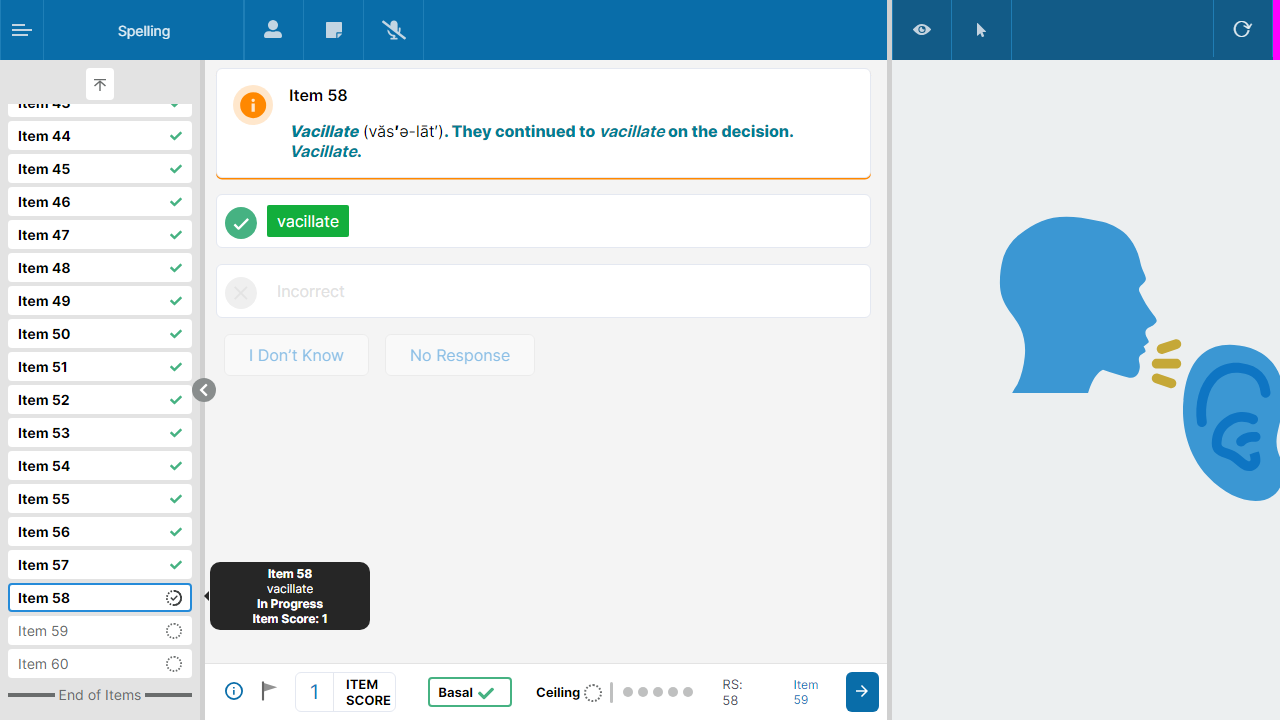 Spelling
Item 43
Item 44
Item 45
Item 46
Item 47
Item 48
Item 49
Item 50
Item 51
Item 52
Item 53
Item 54
Item 55
Item 56
Item 57
Item 58
Item 59
Item 60
End of Items
Item 58
Vacillate (văs′ə-lāt′). They continued to vacillate on the decision.
Vacillate.
vacillate
Incorrect
I Don't Know
No Response
Item 58
vacillate
In Progress
Item Score: 1
1
ITEM
SCORE
Basal
Ceiling
RS:
58
Item
59